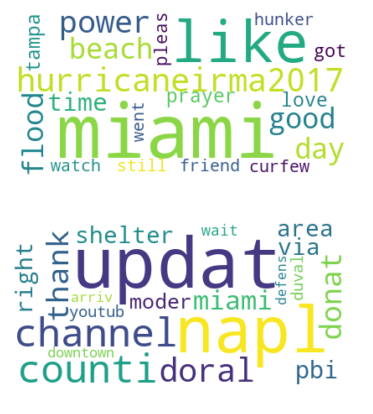 power hunker
tampa pleas like got
beach
hurricaneirma2017
time prayer love
flood miami went good
day
watch still friend curfew
shelter wait area
right thank updat via
defens duval
arriv moder miami donat
youtub
channel napl
downtown
counti doral pbi